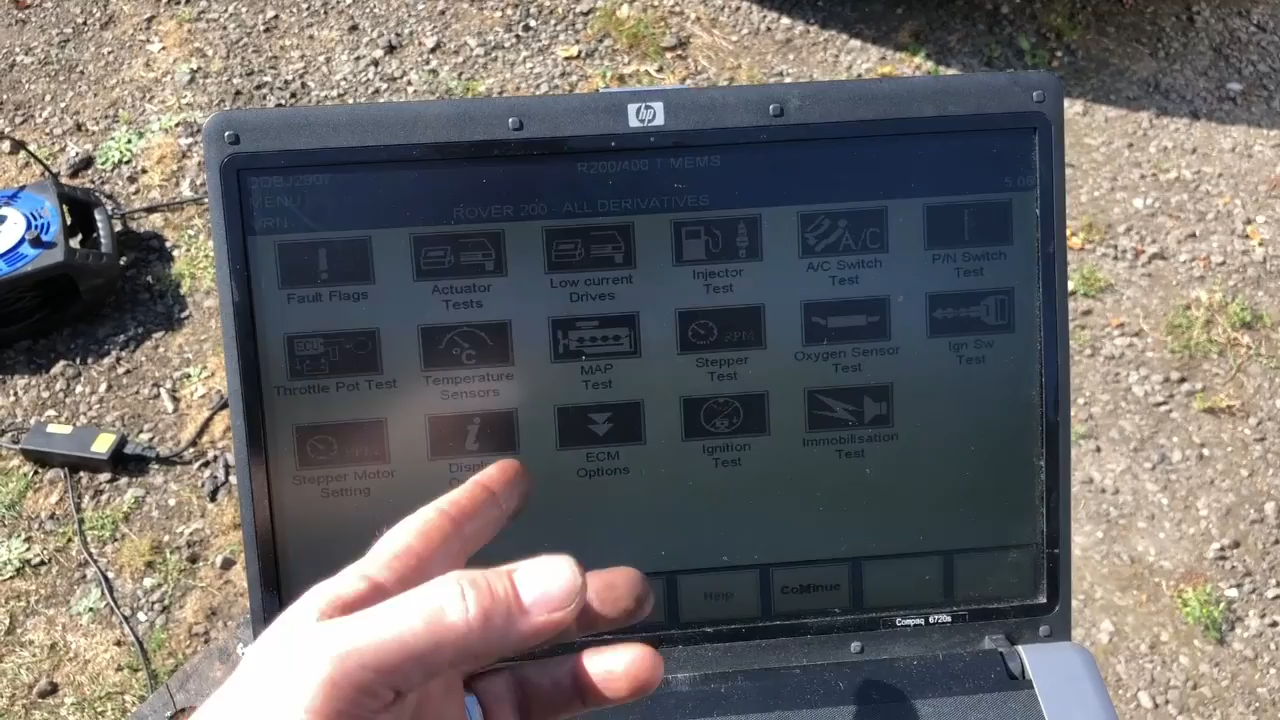 hp
R200/400 T MEMS
MENU
5.06
ROVER 200 - ALL DERIVATIVES
Fault Flags
Actuator
Tests
Low current
Drives
Injector
Test
A/C
A/C Switch
Test
P/N Switch
Test
ECU
Throttle Pot Test
°C
Temperature
Sensors
MAP
Test
RPM
Stepper
Test
Oxygen Sensor
Test
Ign Sw
Test
Stepper Motor
Setting
i
ECM
Options
Ignition
Test
Immobilisation
Test
Help
Continue
Compaq 6720s